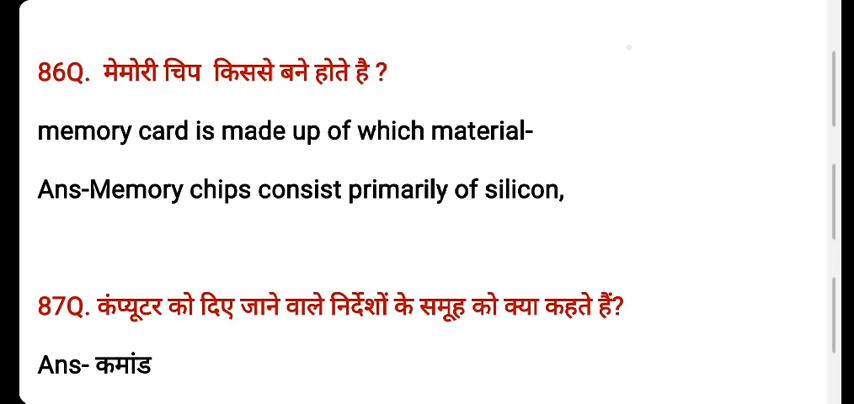 86Q. मेमोरी चिप किससे बने होते है ?
memory card is made up of which material-
Ans-Memory chips consist primarily of silicon,
87Q. कंप्यूटर को दिए जाने वाले निर्देशों के समूह को क्या कहते हैं?
Ans- कमांड